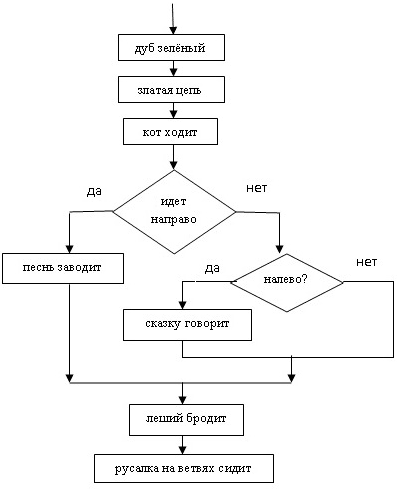 дуб зелёный
златая цепь
кот ходит
да
идет
направо
нет
песнь заводит
да
налево?
нет
сказку говорит
леший бродит
русалка на ветвях сидит